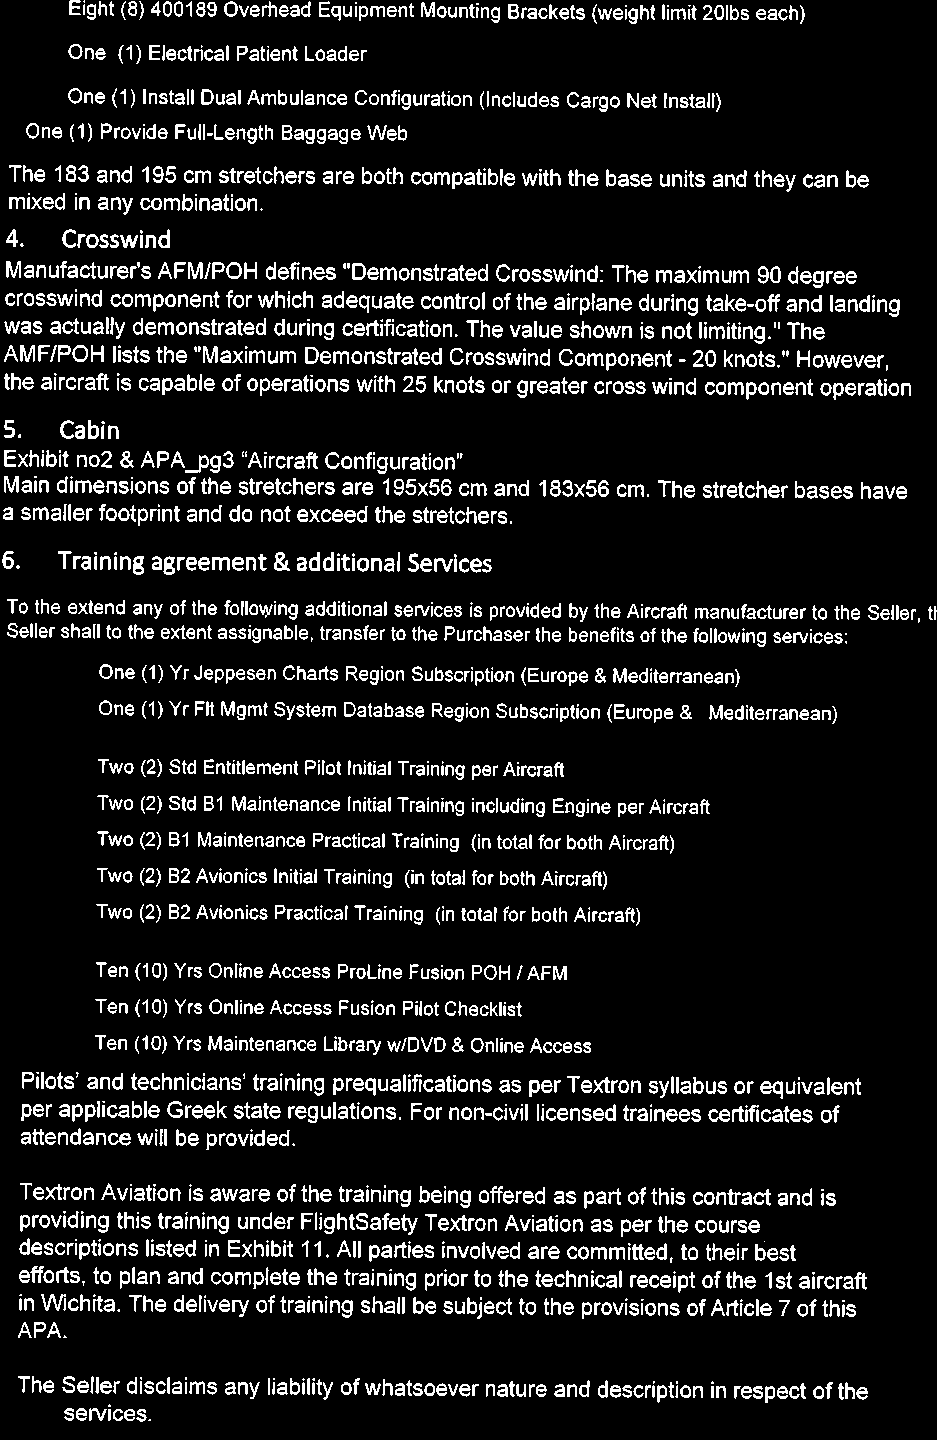 Eight (8) 400189 Overhead Equipment Mounting Brackets (weight limit 20lbs each)
One (1) Electrical Patient Loader
One (1) Install Dual Ambulance Configuration (Includes Cargo Net Install)
One (1) Provide Full-Length Baggage Web
The 183 and 195 cm stretchers are both compatible with the base units and they can be
mixed in any combination.
4. Crosswind
Manufacturer's AFM/POH defines "Demonstrated Crosswind: The maximum 90 degree
crosswind component for which adequate control of the airplane during take-off and landing
was actually demonstrated during certification. The value shown is not limiting." The
AMF/POH lists the "Maximum Demonstrated Crosswind Component - 20 knots." However,
the aircraft is capable of operations with 25 knots or greater cross wind component operation
5. Cabin
Exhibit no2 & APA_pg3 "Aircraft Configuration"
Main dimensions of the stretchers are 195x56 cm and 183x56 cm. The stretcher bases have
a smaller footprint and do not exceed the stretchers.
6. Training agreement & additional Services
To the extend any of the following additional services is provided by the Aircraft manufacturer to the Seller, th
Seller shall to the extent assignable, transfer to the Purchaser the benefits of the following services:
One (1) Yr Jeppesen Charts Region Subscription (Europe & Mediterranean)
One (1) Yr Flt Mgmt System Database Region Subscription (Europe & Mediterranean)
Two (2) Std Entitlement Pilot Initial Training per Aircraft
Two (2) Std B1 Maintenance Initial Training including Engine per Aircraft
Two (2) B1 Maintenance Practical Training (in total for both Aircraft)
Two (2) B2 Avionics Initial Training (in total for both Aircraft)
Two (2) B2 Avionics Practical Training (in total for both Aircraft)
Ten (10) Yrs Online Access ProLine Fusion POH / AFM
Ten (10) Yrs Online Access Fusion Pilot Checklist
Ten (10) Yrs Maintenance Library w/DVD & Online Access
Pilots' and technicians' training prequalifications as per Textron syllabus or equivalent
per applicable Greek state regulations. For non-civil licensed trainees certificates of
attendance will be provided.
Textron Aviation is aware of the training being offered as part of this contract and is
providing this training under FlightSafety Textron Aviation as per the course
descriptions listed in Exhibit 11. All parties involved are committed, to their best
efforts, to plan and complete the training prior to the technical receipt of the 1st aircraft
in Wichita. The delivery of training shall be subject to the provisions of Article 7 of this
APA.
The Seller disclaims any liability of whatsoever nature and description in respect of the
services.